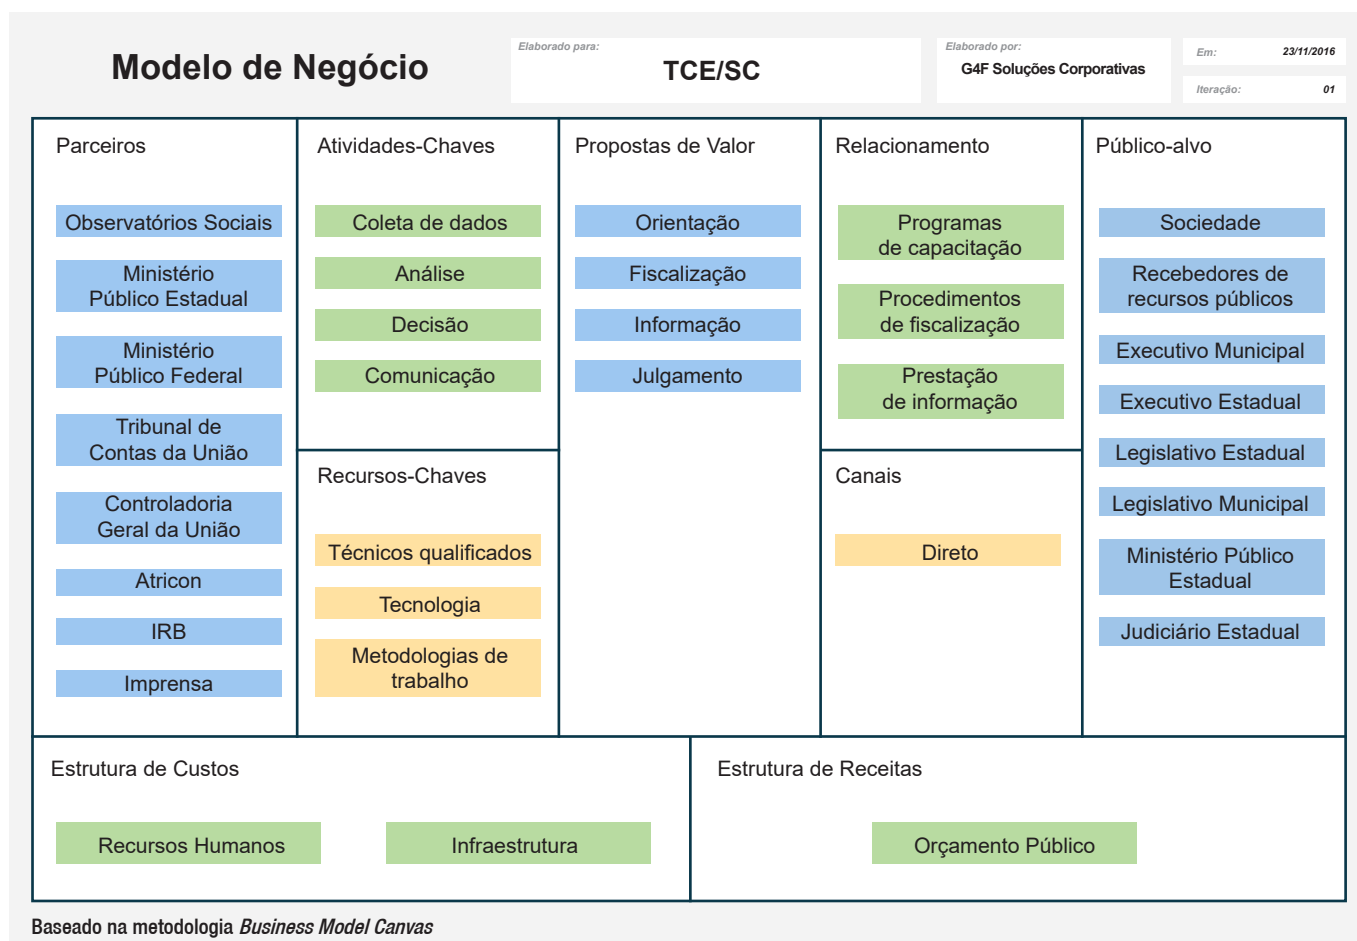 Modelo de Negócio
Elaborado para:
TCE/SC
Elaborado por:
G4F Soluções Corporativas
Em: 23/11/2016
Iteração: 01
Parceiros
Observatórios Sociais
Ministério
Público Estadual
Ministério
Público Federal
Tribunal de
Contas da União
Controladoria
Geral da União
Atricon
IRB
Imprensa
Atividades-Chaves
Coleta de dados
Análise
Decisão
Comunicação
Recursos-Chaves
Técnicos qualificados
Tecnologia
Metodologias de
trabalho
Propostas de Valor
Orientação
Fiscalização
Informação
Julgamento
Relacionamento
Programas
de capacitação
Procedimentos
de fiscalização
Prestação
de informação
Canais
Direto
Público-alvo
Sociedade
Recebedores de
recursos públicos
Executivo Municipal
Executivo Estadual
Legislativo Estadual
Legislativo Municipal
Ministério Público
Estadual
Judiciário Estadual
Estrutura de Custos
Recursos Humanos
Infraestrutura
Estrutura de Receitas
Orçamento Público
Baseado na metodologia Business Model Canvas